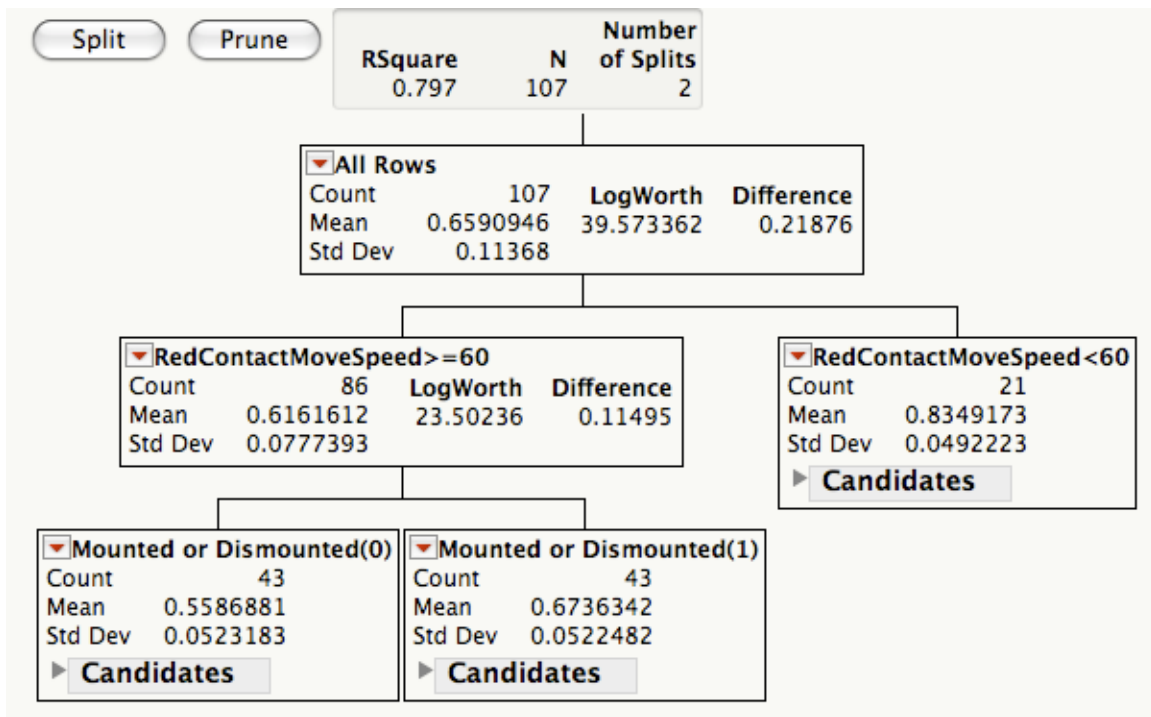 Split
Prune
RSquare N Number of Splits
0.797 107 2
All Rows
Count 107 LogWorth Difference
Mean 0.6590946 39.573362 0.21876
Std Dev 0.11368
RedContactMoveSpeed>=60
Count 86 LogWorth Difference
Mean 0.6161612 23.50236 0.11495
Std Dev 0.0777393
RedContactMoveSpeed<60
Count 21
Mean 0.8349173
Std Dev 0.0492223
Candidates
Mounted or Dismounted(0)
Count 43
Mean 0.5586881
Std Dev 0.0523183
Candidates
Mounted or Dismounted(1)
Count 43
Mean 0.6736342
Std Dev 0.0522482
Candidates